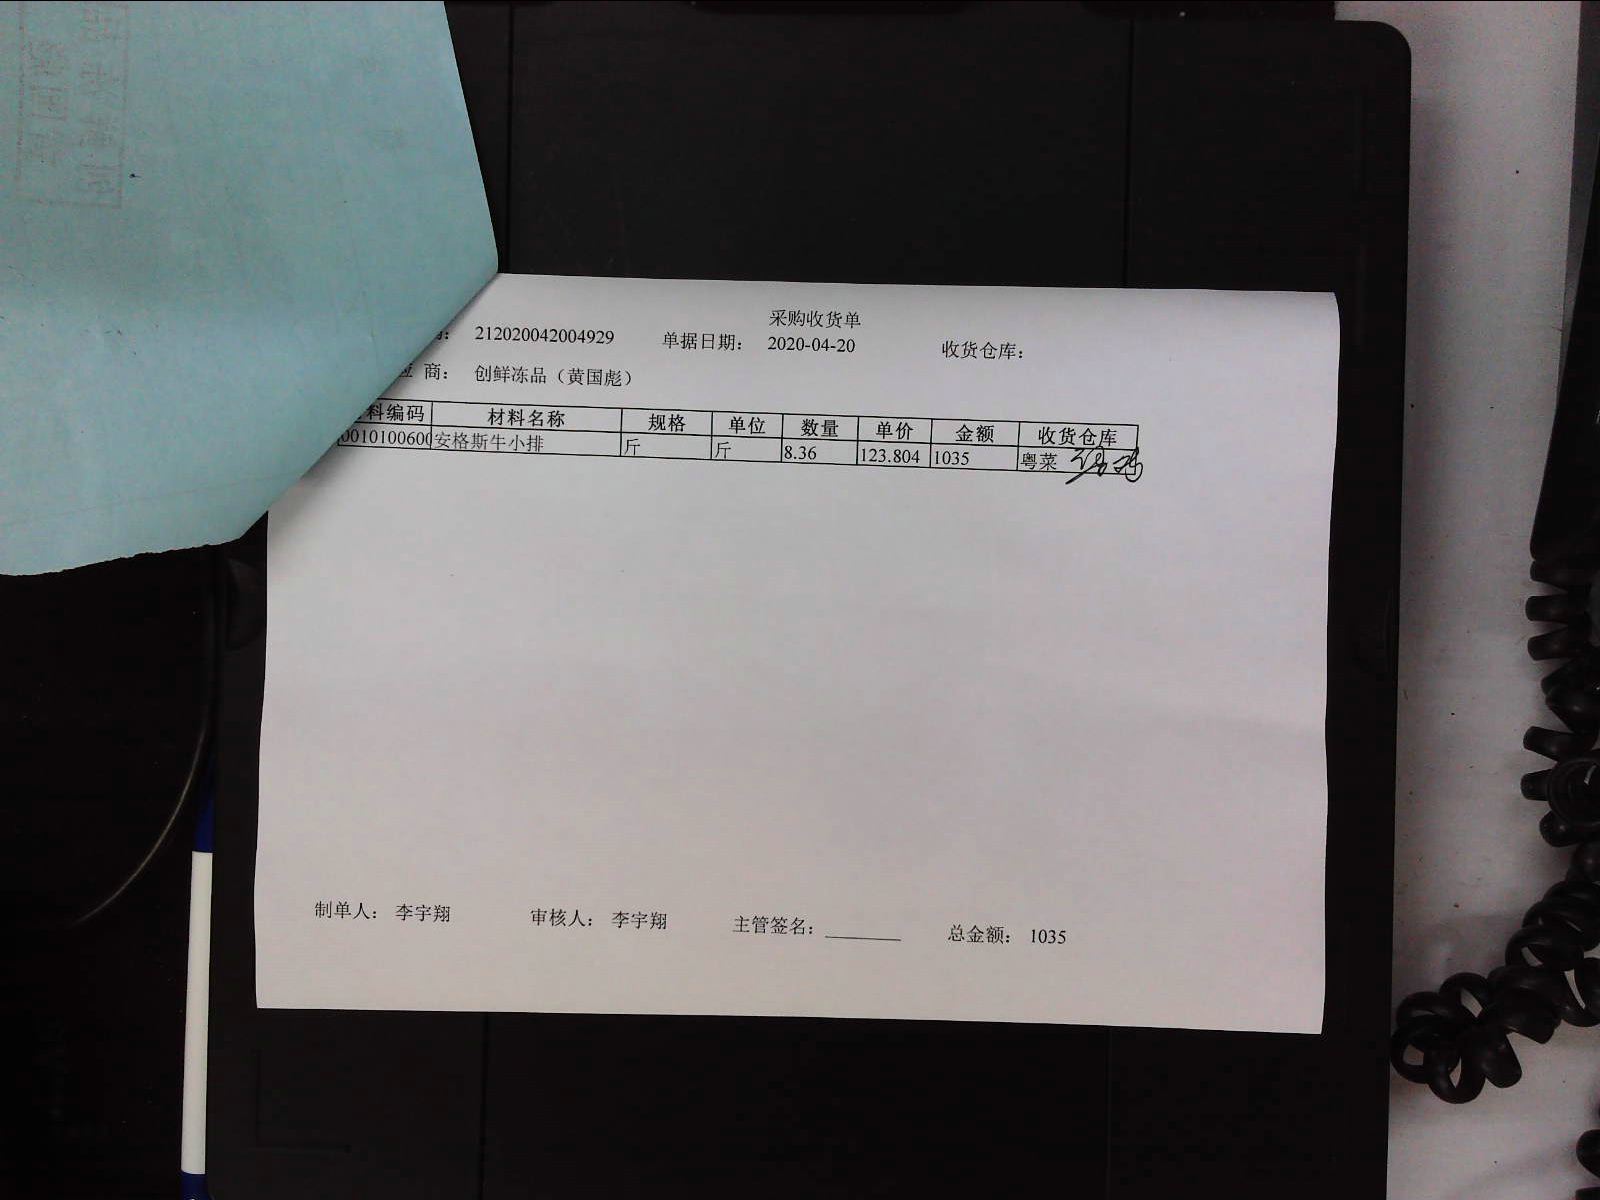 采购收货单
212020042004929 单据日期： 2020-04-20 收货仓库：
商： 创鲜冻品（黄国彪）
料编码 材料名称 规格 单位 数量 单价 金额 收货仓库
0010100600 安格斯牛小排 斤 斤 8.36 123.804 1035 粤菜
制单人： 李宇翔 审核人： 李宇翔 主管签名：________ 总金额： 1035